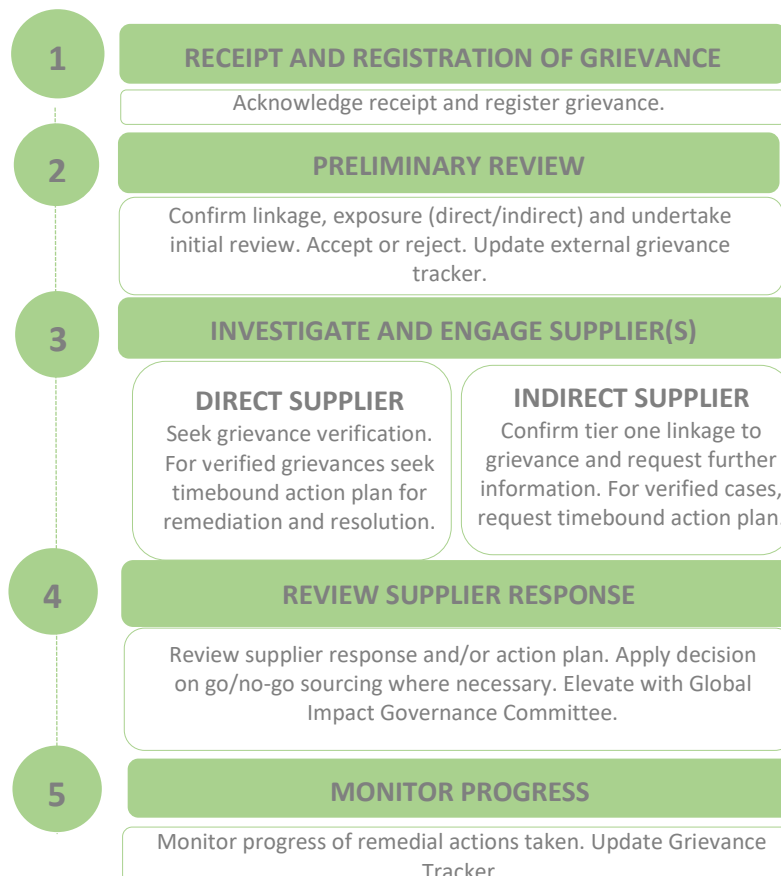 1
RECEIPT AND REGISTRATION OF GRIEVANCE
Acknowledge receipt and register grievance.
2
PRELIMINARY REVIEW
Confirm linkage, exposure (direct/indirect) and undertake
initial review. Accept or reject. Update external grievance
tracker.
3
INVESTIGATE AND ENGAGE SUPPLIER(S)
DIRECT SUPPLIER
Seek grievance verification.
For verified grievances seek
timebound action plan for
remediation and resolution.
INDIRECT SUPPLIER
Confirm tier one linkage to
grievance and request further
information. For verified cases,
request timebound action plan.
4
REVIEW SUPPLIER RESPONSE
Review supplier response and/or action plan. Apply decision
on go/no-go sourcing where necessary. Elevate with Global
Impact Governance Committee.
5
MONITOR PROGRESS
Monitor progress of remedial actions taken. Update Grievance
Tracker